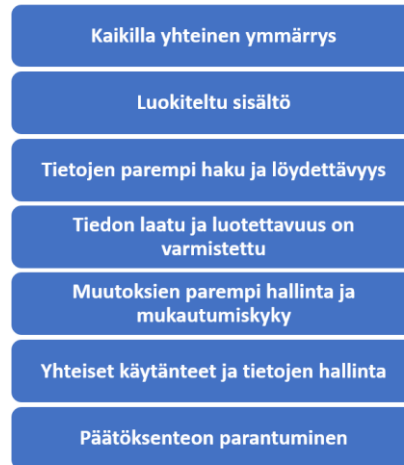 Kaikilla yhteinen ymmärrys
Luokiteltu sisältö
Tietojen parempi haku ja löydettävyys
Tiedon laatu ja luotettavuus on
varmistettu
Muutoksien parempi hallinta ja
mukautumiskyky
Yhteiset käytänteet ja tietojen hallinta
Päätöksenteon parantuminen